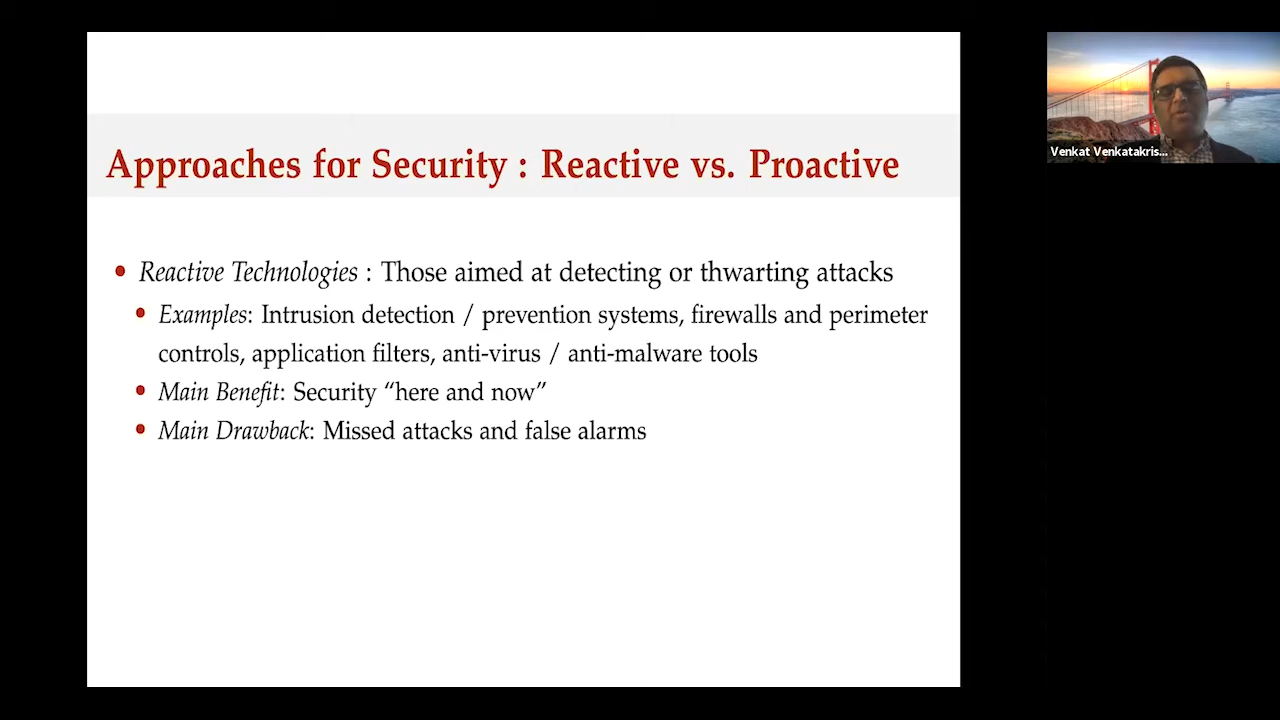 Approaches for Security : Reactive vs. Proactive
• Reactive Technologies : Those aimed at detecting or thwarting attacks
• Examples: Intrusion detection / prevention systems, firewalls and perimeter
controls, application filters, anti-virus / anti-malware tools
• Main Benefit: Security “here and now”
• Main Drawback: Missed attacks and false alarms
Venkat Venkatakris...